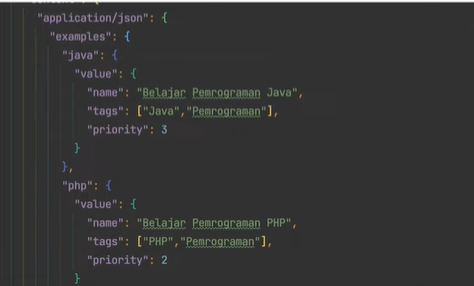 "application/json": {
"examples": {
"java": {
"value": {
"name": "Belajar Pemrograman Java",
"tags": ["Java","Pemrograman"],
"priority": 3
}
},
"php": {
"value": {
"name": "Belajar Pemrograman PHP",
"tags": ["PHP","Pemrograman"],
"priority": 2
}